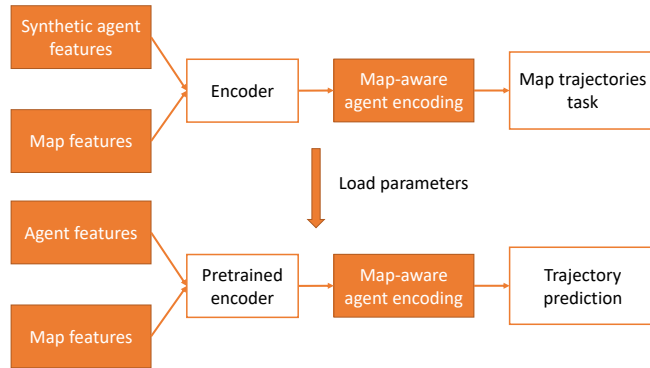 Synthetic agent
features
Encoder
Map-aware
agent encoding
Map trajectories
task
Map features
Load parameters
Agent features
Pretrained
encoder
Map-aware
agent encoding
Trajectory
prediction
Map features